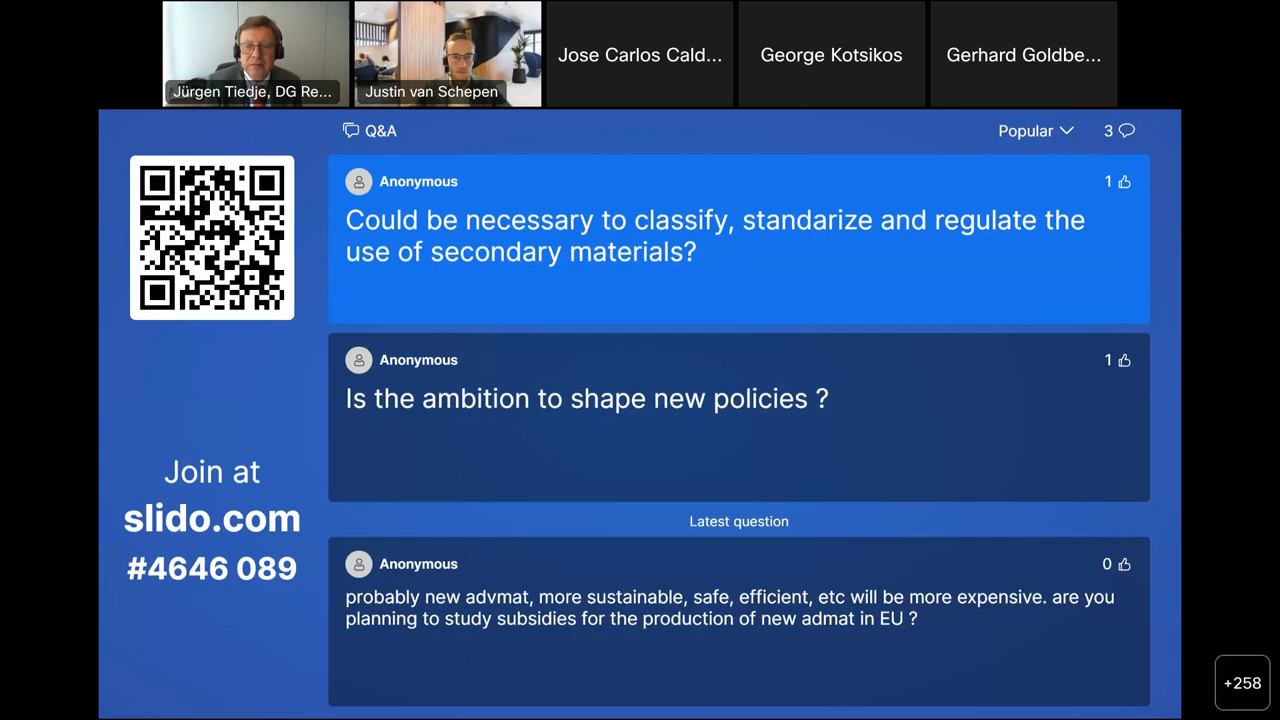 Jürgen Tiedje, DG Re...
Justin van Schepen
Jose Carlos Cald...
George Kotsikos
Gerhard Goldbe...
Q&A
Popular
3
Anonymous
1
Could be necessary to classify, standarize and regulate the
use of secondary materials?
Anonymous
1
Is the ambition to shape new policies ?
Join at
slido.com
#4646 089
Latest question
Anonymous
0
probably new advmat, more sustainable, safe, efficient, etc will be more expensive. are you
planning to study subsidies for the production of new admat in EU ?
+258